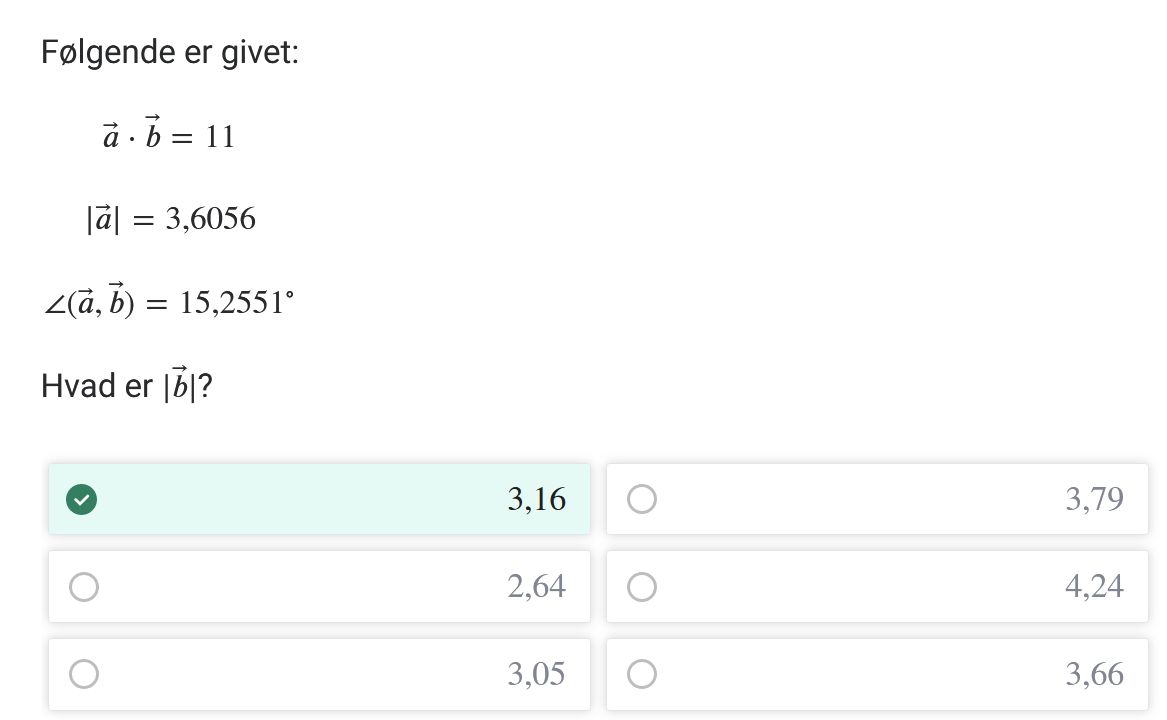 Følgende er givet:
a⃗ · b⃗ = 11
|a⃗| = 3,6056
∠(a⃗, b⃗) = 15,2551°
Hvad er |b⃗|?
3,16
3,79
2,64
4,24
3,05
3,66